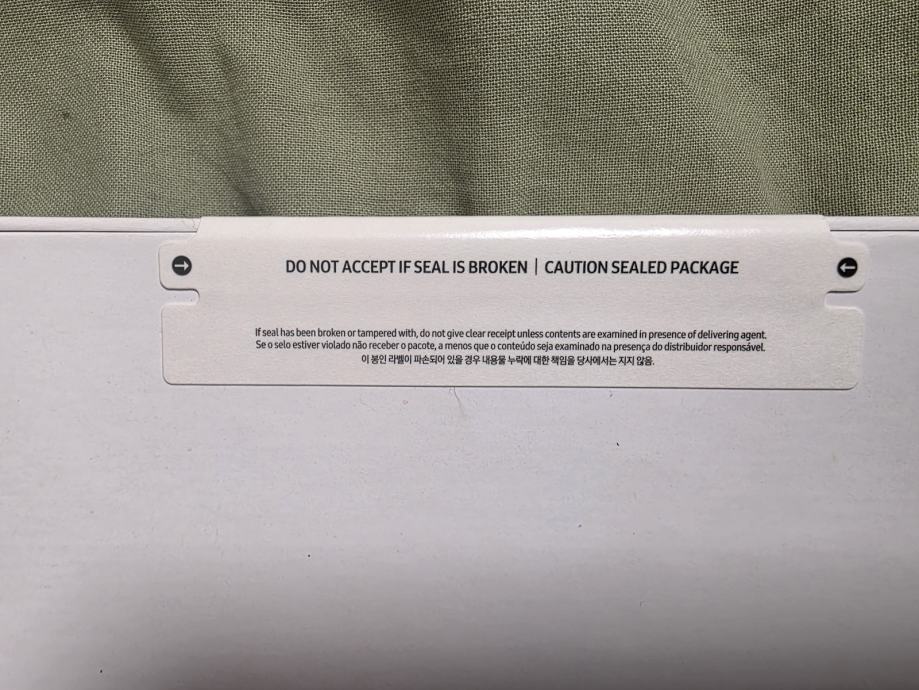 DO NOT ACCEPT IF SEAL IS BROKEN | CAUTION SEALED PACKAGE
If seal has been broken or tampered with, do not give clear receipt unless contents are examined in presence of delivering agent.
Se o selo estiver violado não receber o pacote, a menos que o conteúdo seja examinado na presença do distribuidor responsável.
이 봉인 라벨이 파손되어 있을 경우 내용물 누락에 대한 책임을 당사에서는 지지 않음.